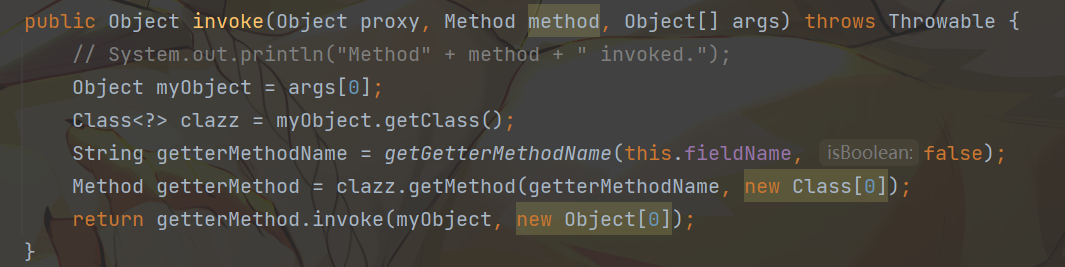 public Object invoke(Object proxy, Method method, Object[] args) throws Throwable {
// System.out.println("Method" + method + " invoked.");
Object myObject = args[0];
Class<?> clazz = myObject.getClass();
String getterMethodName = getGetterMethodName(this.fieldName, isBoolean: false);
Method getterMethod = clazz.getMethod(getterMethodName, new Class[0]);
return getterMethod.invoke(myObject, new Object[0]);
}